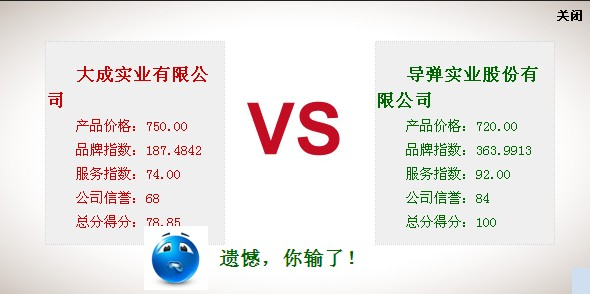 关闭
大成实业有限公
司
产品价格：750.00
品牌指数：187.4842
服务指数：74.00
公司信誉：68
总分得分：78.85
VS
导弹实业股份有
限公司
产品价格：720.00
品牌指数：363.9913
服务指数：92.00
公司信誉：84
总分得分：100
遗憾，你输了！